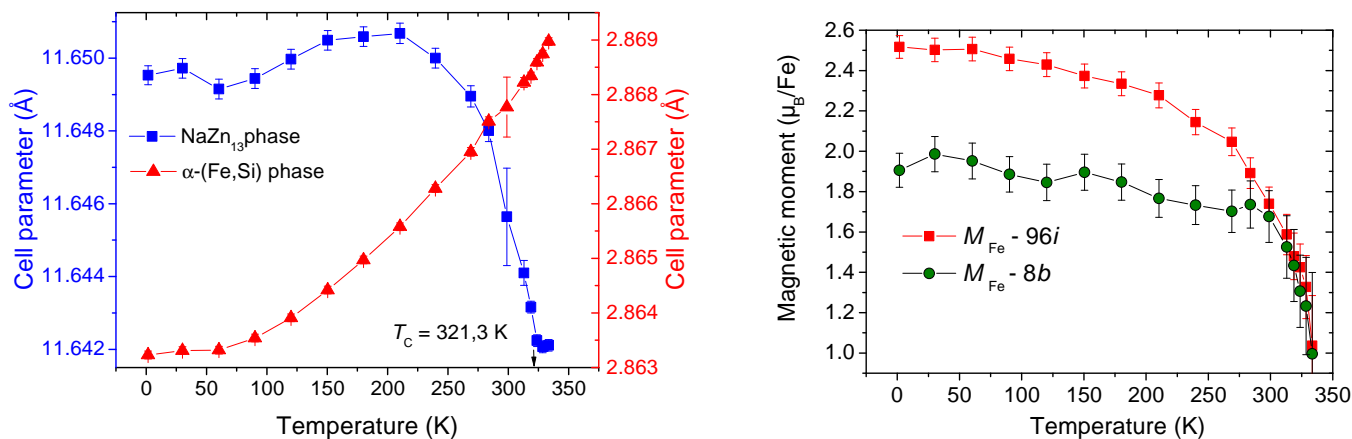 11.650
11.648
11.646
11.644
11.642
Cell parameter (Å)
NaZn13phase
α-(Fe,Si) phase
TC = 321,3 K
2.869
2.868
2.867
2.866
2.865
2.864
2.863
Cell parameter (Å)
0 50 100 150 200 250 300 350
Temperature (K)
2.6
2.4
2.2
2.0
1.8
1.6
1.4
1.2
1.0
Magnetic moment (μB/Fe)
MFe - 96i
MFe - 8b
0 50 100 150 200 250 300 350
Temperature (K)